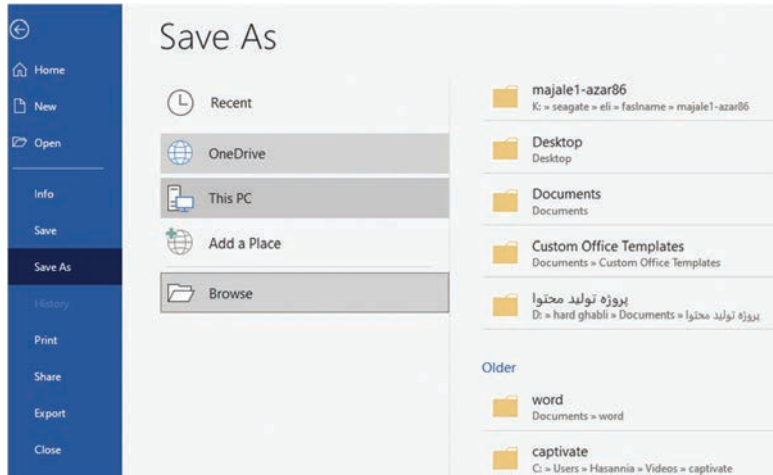 Save As
Home
New
Open
Info
Save
Save As
History
Print
Share
Export
Close
Recent
OneDrive
This PC
Add a Place
Browse
majale1-azar86
K: » seagate » eli » faslname » majale1-azar86
Desktop
Desktop
Documents
Documents
Custom Office Templates
Documents » Custom Office Templates
پروژه تولید محتوا
D: » hard ghabli » Documents » پروژه تولید محتوا
Older
word
Documents » word
captivate
C: » Users » Hasannia » Videos » captivate